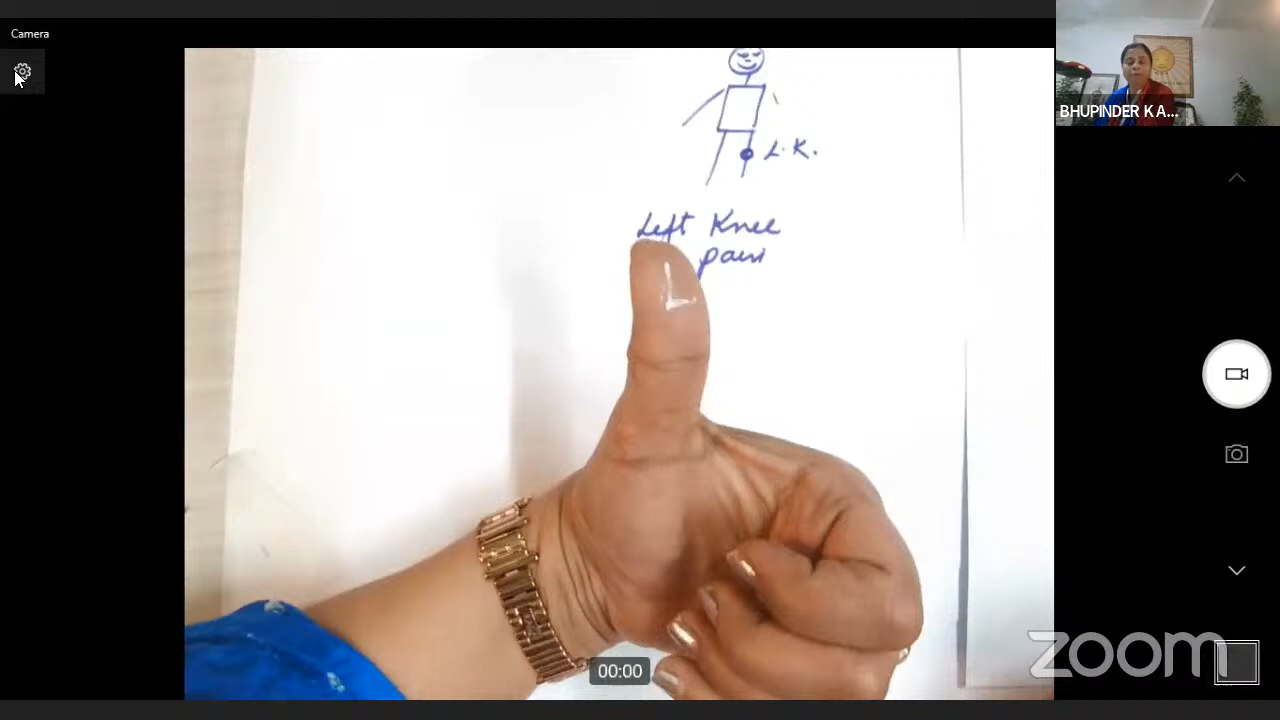 Camera
BHUPINDER K A...
L.K.
Left Knee
pain
00:00
zoom